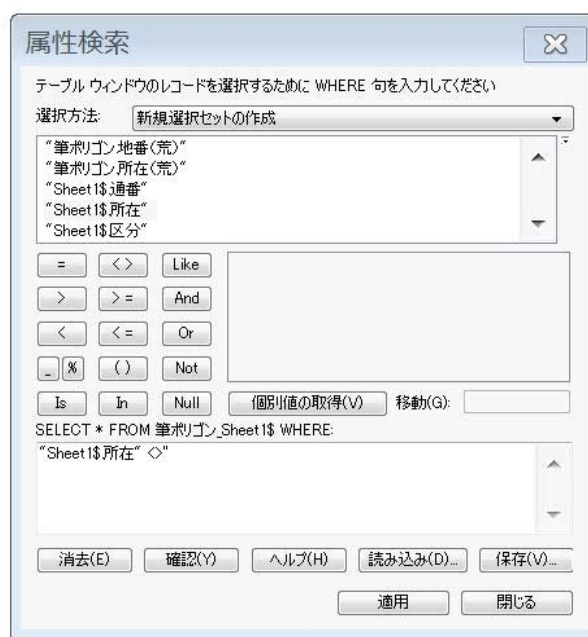 属性検索
テーブル ウィンドウのレコードを選択するために WHERE 句を入力してください
選択方法: 新規選択セットの作成
"筆ポリゴン.地番(荒)"
"筆ポリゴン.所在(荒)"
"Sheet1$.通番"
"Sheet1$.所在"
"Sheet1$.区分"
= <> Like
> >= And
< <= Or
_ % () Not
Is In Null 個別値の取得(V) 移動(G):
SELECT * FROM 筆ポリゴン_Sheet1$ WHERE:
"Sheet1$.所在" <>''
消去(E) 確認(Y) ヘルプ(H) 読み込み(D)... 保存(V)...
適用 閉じる